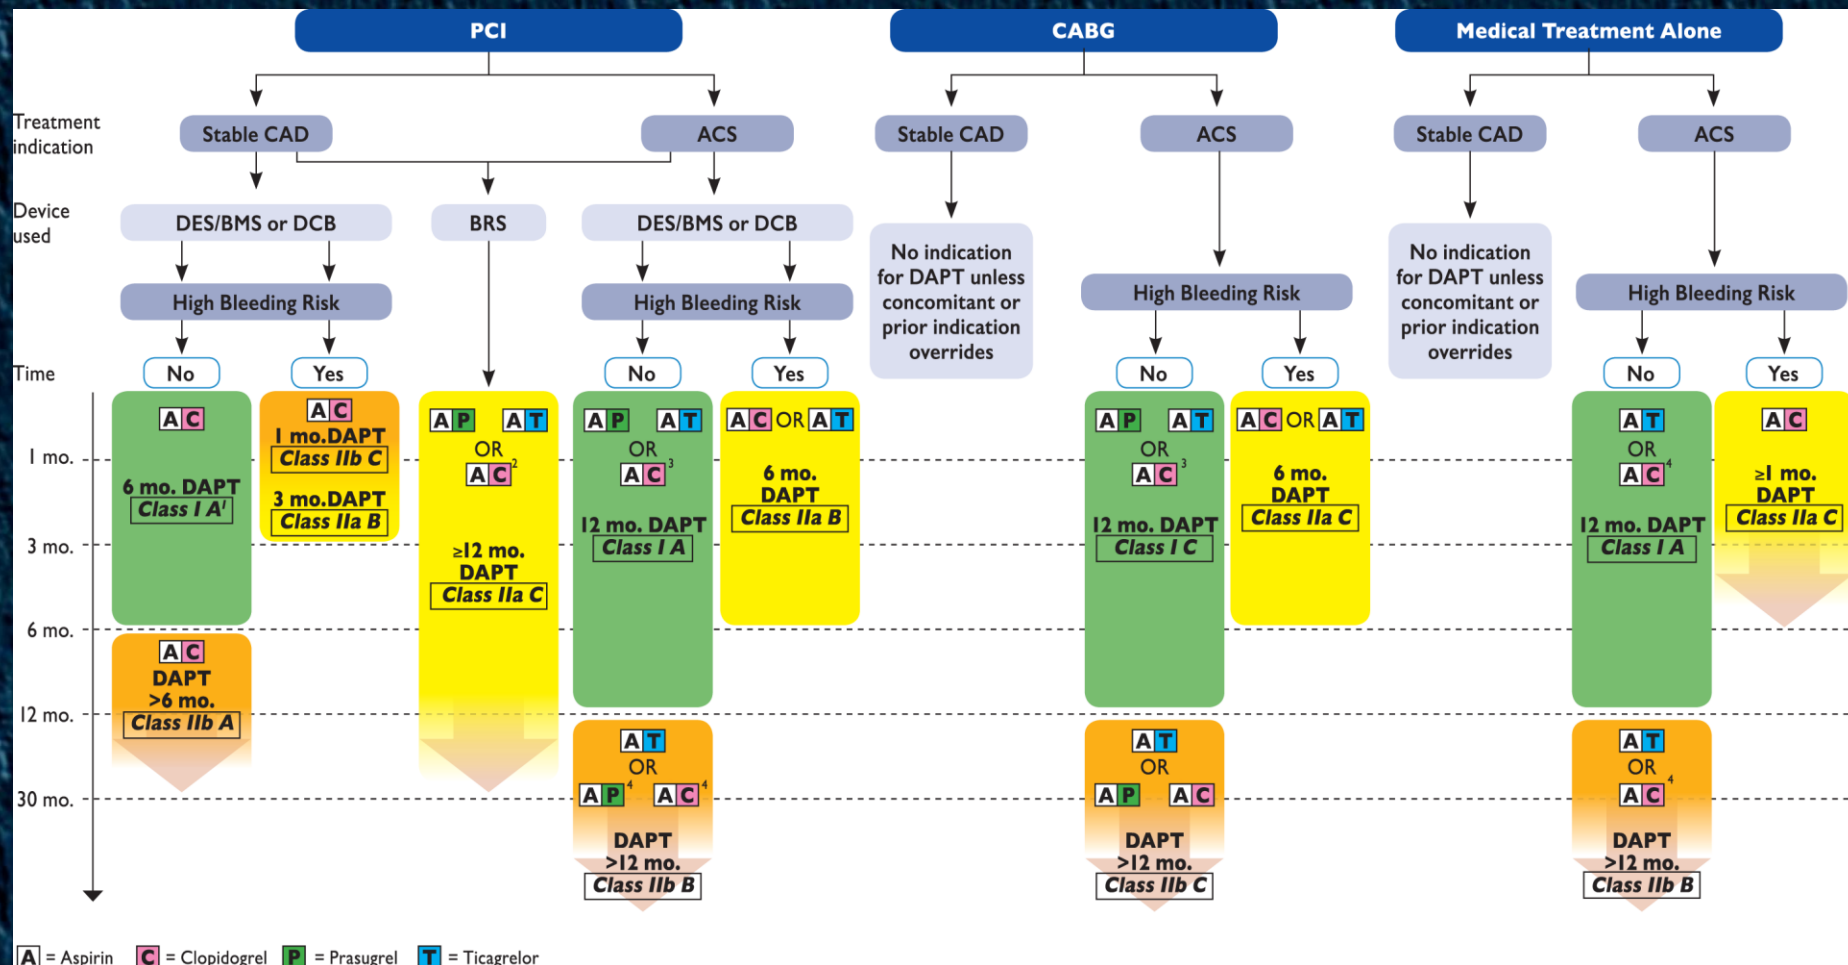 PCI
CABG
Medical Treatment Alone
Treatment
indication
Stable CAD
ACS
Stable CAD
ACS
Stable CAD
ACS
Device
used
DES/BMS or DCB
BRS
DES/BMS or DCB
No indication
for DAPT unless
concomitant or
prior indication
overrides
No indication
for DAPT unless
concomitant or
prior indication
overrides
High Bleeding Risk
High Bleeding Risk
High Bleeding Risk
High Bleeding Risk
Time
No
Yes
No
Yes
No
Yes
No
Yes
1 mo.
3 mo.
6 mo.
12 mo.
30 mo.
A C
6 mo. DAPT
Class I A1
A C
DAPT
>6 mo.
Class IIb A
A C
1 mo.DAPT
Class IIb C
3 mo.DAPT
Class IIa B
A P A T
OR
A C 2
≥12 mo.
DAPT
Class IIa C
A P A T
OR
A C 3
12 mo. DAPT
Class I A
A T
OR
A P 4 A C 4
DAPT
>12 mo.
Class IIb B
A C OR A T
6 mo.
DAPT
Class IIa B
A P A T
OR
A C 3
12 mo. DAPT
Class I C
A T
OR
A P A C
DAPT
>12 mo.
Class IIb C
A C OR A T
6 mo.
DAPT
Class IIa C
A T
OR
A C 4
12 mo. DAPT
Class I A
A T
OR
A C 4
DAPT
>12 mo.
Class IIb B
A C
≥1 mo.
DAPT
Class IIa C
A = Aspirin C = Clopidogrel P = Prasugrel T = Ticagrelor